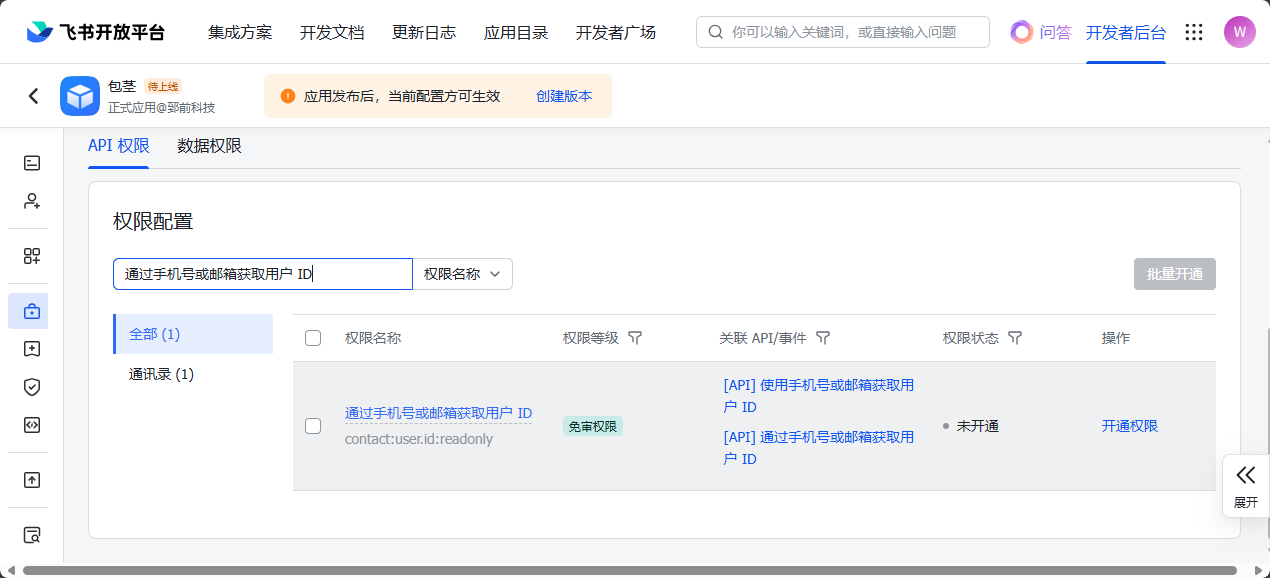 飞书开放平台
集成方案
开发文档
更新日志
应用目录
开发者广场
你可以输入关键词，或直接输入问题
问答
开发者后台
W
包茎
待上线
正式应用@郅前科技
应用发布后，当前配置方可生效
创建版本
API 权限
数据权限
权限配置
通过手机号或邮箱获取用户 ID
权限名称
批量开通
全部 (1)
通讯录 (1)
权限名称
权限等级
关联 API/事件
权限状态
操作
通过手机号或邮箱获取用户 ID
contact:user.id:readonly
免审权限
[API] 使用手机号或邮箱获取用
户 ID
[API] 通过手机号或邮箱获取用
户 ID
未开通
开通权限
展开